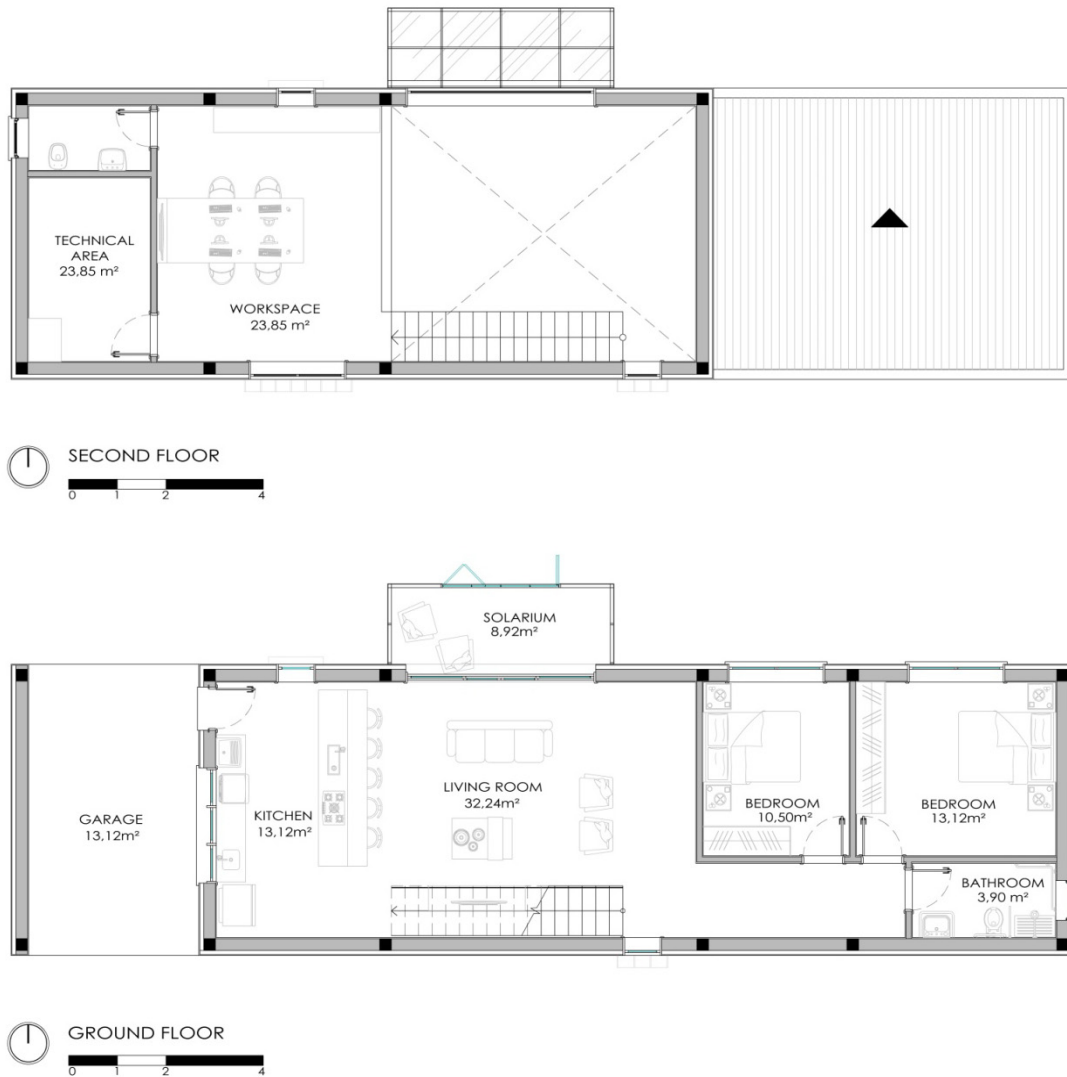 TECHNICAL
AREA
23,85 m²
WORKSPACE
23,85 m²
SECOND FLOOR
0 1 2 4
SOLARIUM
8,92m²
GARAGE
13,12m²
KITCHEN
13,12m²
LIVING ROOM
32,24m²
BEDROOM
10,50m²
BEDROOM
13,12m²
BATHROOM
3,90 m²
GROUND FLOOR
0 1 2 4